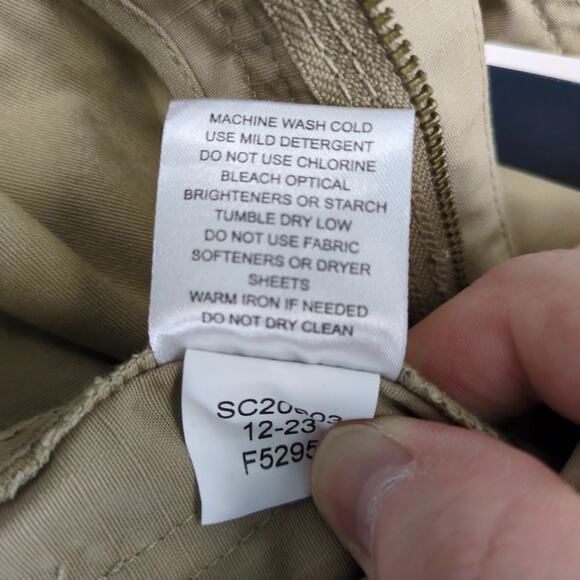 MACHINE WASH COLD
USE MILD DETERGENT
DO NOT USE CHLORINE
BLEACH OPTICAL
BRIGHTENERS OR STARCH
TUMBLE DRY LOW
DO NOT USE FABRIC
SOFTENERS OR DRYER
SHEETS
WARM IRON IF NEEDED
DO NOT DRY CLEAN
12-23
F5295